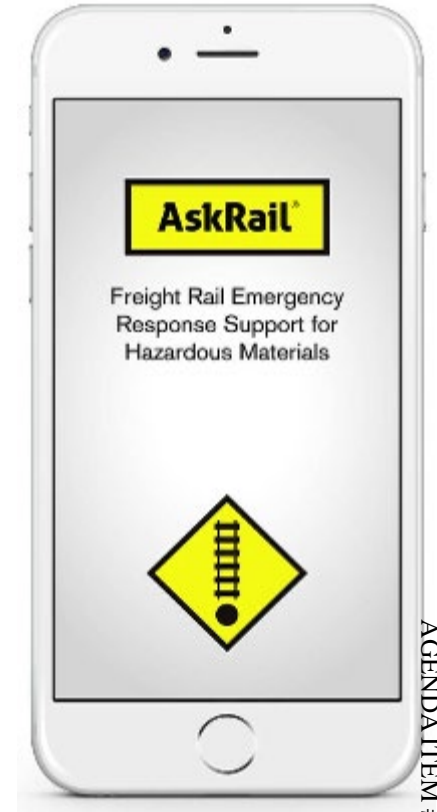 AskRail®
Freight Rail Emergency
Response Support for
Hazardous Materials
AGENDA ITEM